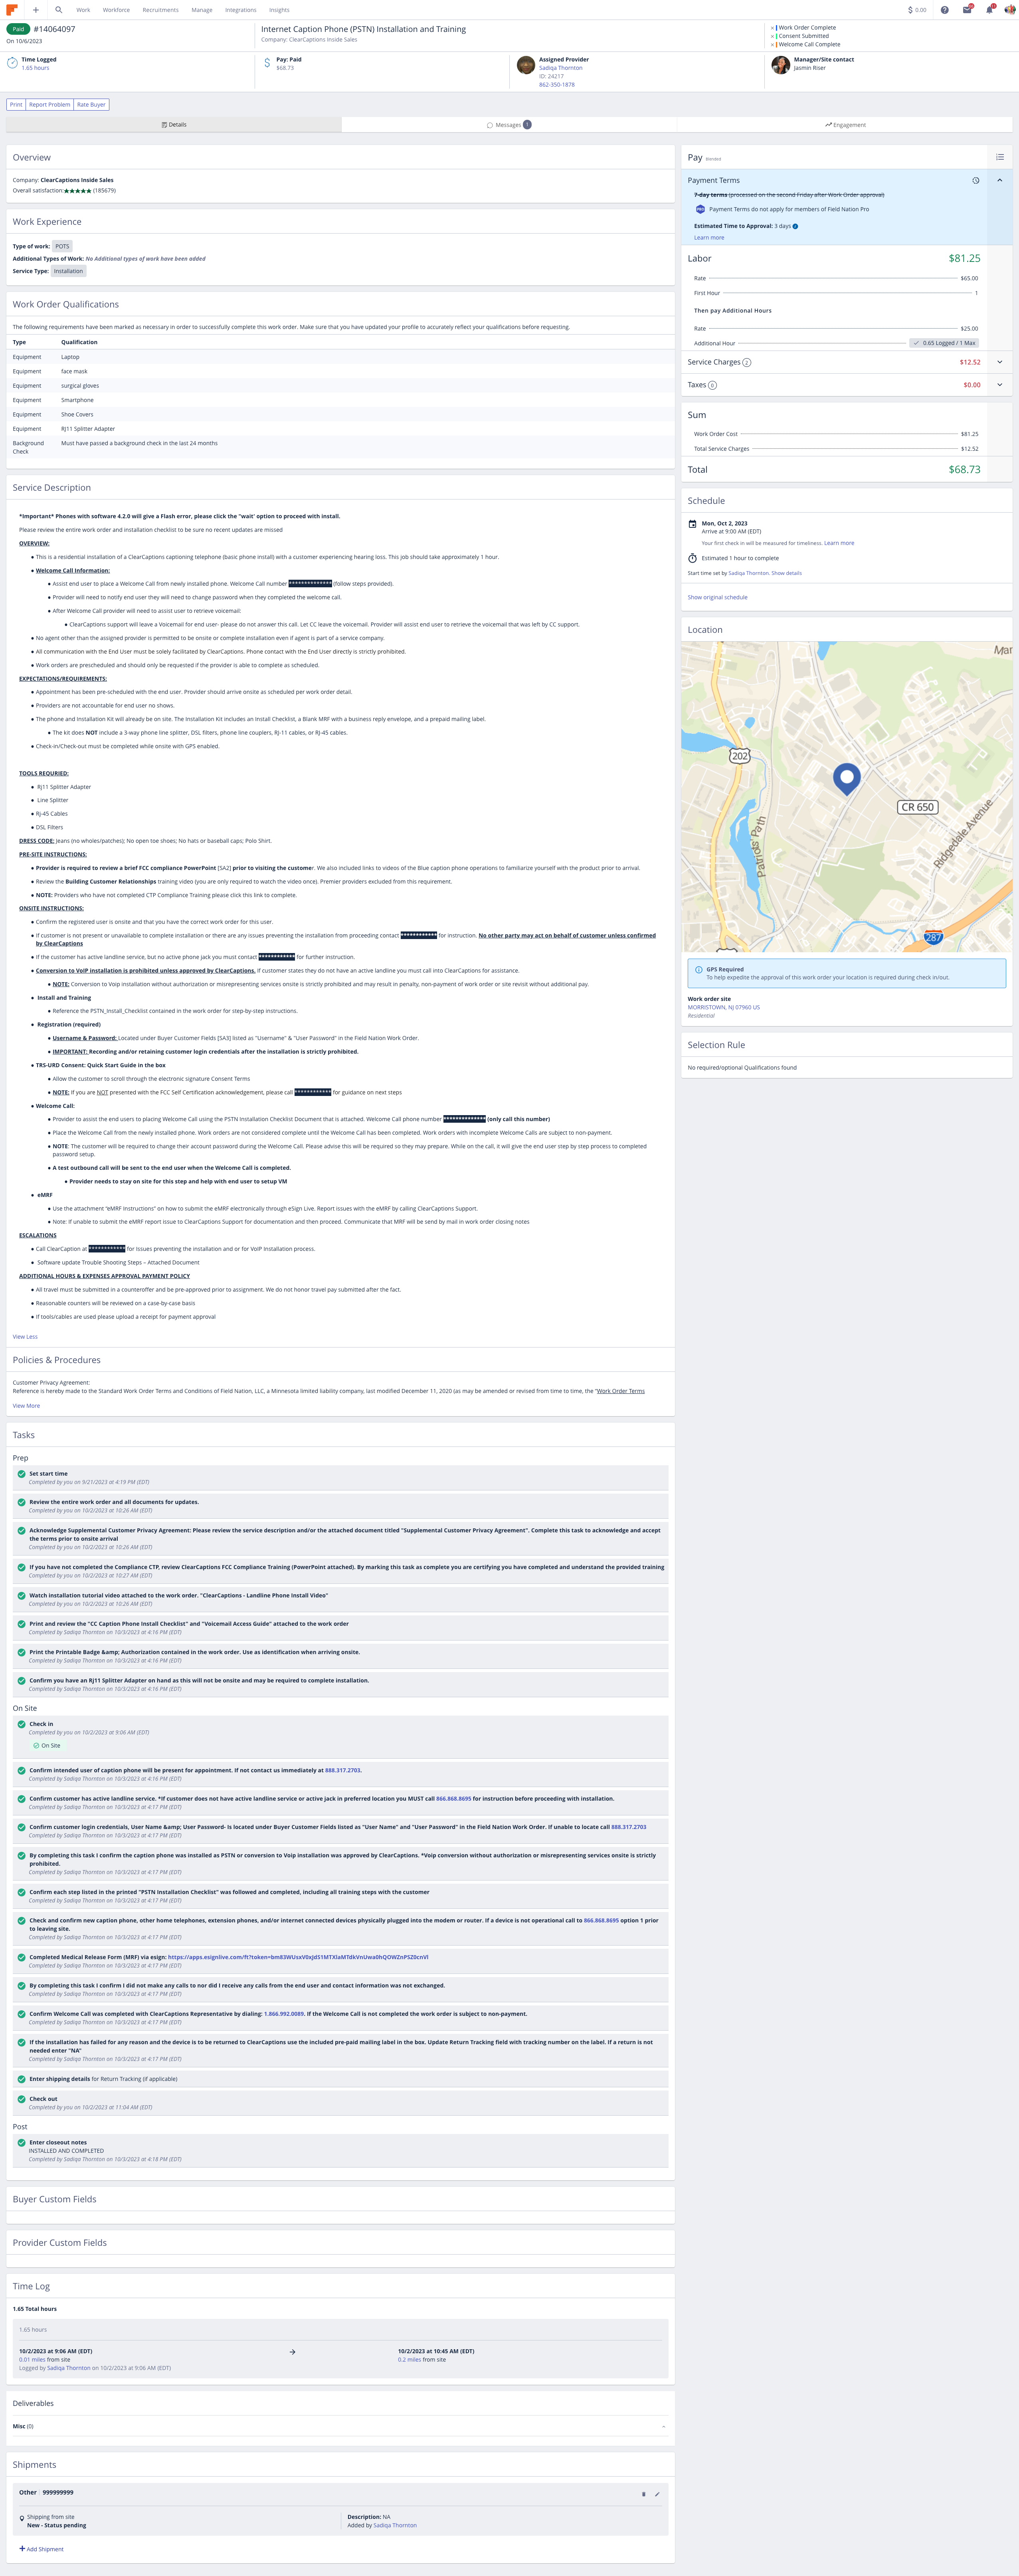 Work Workforce Recruitments Manage Integrations Insights
$ 0.00
Paid #14064097
On 10/6/2023
Internet Caption Phone (PSTN) Installation and Training
Company: ClearCaptions Inside Sales
Work Order Complete
Consent Submitted
Welcome Call Complete
Time Logged
1.65 hours
Pay: Paid
$68.73
Assigned Provider
Sadiqa Thornton
ID: 24217
862-350-1878
Manager/Site contact
Jasmin Riser
Print Report Problem Rate Buyer
Details
Messages 1
Engagement
Overview
Company: ClearCaptions Inside Sales
Overall satisfaction: ★★★★★ (185679)
Work Experience
Type of work: POTS
Additional Types of Work: No Additional types of work have been added
Service Type: Installation
Work Order Qualifications
The following requirements have been marked as necessary in order to successfully complete this work order. Make sure that you have updated your profile to accurately reflect your qualifications before requesting.
Type Qualification
Equipment Laptop
Equipment face mask
Equipment surgical gloves
Equipment Smartphone
Equipment Shoe Covers
Equipment RJ11 Splitter Adapter
Background Check Must have passed a background check in the last 24 months
Service Description
*Important* Phones with software 4.2.0 will give a Flash error, please click the "wait' option to proceed with install.
Please review the entire work order and installation checklist to be sure no recent updates are missed
OVERVIEW:
● This is a residential installation of a ClearCaptions captioning telephone (basic phone install) with a customer experiencing hearing loss. This job should take approximately 1 hour.
● Welcome Call Information:
● Assist end user to place a Welcome Call from newly installed phone. Welcome Call number ************** (follow steps provided).
● Provider will need to notify end user they will need to change password when they completed the welcome call.
● After Welcome Call provider will need to assist user to retrieve voicemail:
● ClearCaptions support will leave a Voicemail for end user- please do not answer this call. Let CC leave the voicemail. Provider will assist end user to retrieve the voicemail that was left by CC support.
● No agent other than the assigned provider is permitted to be onsite or complete installation even if agent is part of a service company.
● All communication with the End User must be solely facilitated by ClearCaptions. Phone contact with the End User directly is strictly prohibited.
● Work orders are prescheduled and should only be requested if the provider is able to complete as scheduled.
EXPECTATIONS/REQUIREMENTS:
● Appointment has been pre-scheduled with the end user. Provider should arrive onsite as scheduled per work order detail.
● Providers are not accountable for end user no shows.
● The phone and Installation Kit will already be on site. The Installation Kit includes an Install Checklist, a Blank MRF with a business reply envelope, and a prepaid mailing label.
● The kit does NOT include a 3-way phone line splitter, DSL filters, phone line couplers, RJ-11 cables, or RJ-45 cables.
● Check-in/Check-out must be completed while onsite with GPS enabled.
TOOLS REQURIED:
● RJ11 Splitter Adapter
● Line Splitter
● RJ-45 Cables
● DSL Filters
DRESS CODE: Jeans (no wholes/patches); No open toe shoes; No hats or baseball caps; Polo Shirt.
PRE-SITE INSTRUCTIONS:
● Provider is required to review a brief FCC compliance PowerPoint [SA2] prior to visiting the customer. We also included links to videos of the Blue caption phone operations to familiarize yourself with the product prior to arrival.
● Review the Building Customer Relationships training video (you are only required to watch the video once). Premier providers excluded from this requirement.
● NOTE: Providers who have not completed CTP Compliance Training please click this link to complete.
ONSITE INSTRUCTIONS:
● Confirm the registered user is onsite and that you have the correct work order for this user.
● If customer is not present or unavailable to complete installation or there are any issues preventing the installation from proceeding contact ************ for instruction. No other party may act on behalf of customer unless confirmed
by ClearCaptions
● If the customer has active landline service, but no active phone jack you must contact ************ for further instruction.
● Conversion to VoIP installation is prohibited unless approved by ClearCaptions. If customer states they do not have an active landline you must call into ClearCaptions for assistance.
● NOTE: Conversion to Voip installation without authorization or misrepresenting services onsite is strictly prohibited and may result in penalty, non-payment of work order or site revisit without additional pay.
● Install and Training
● Reference the PSTN_Install_Checklist contained in the work order for step-by-step instructions.
● Registration (required)
● Username & Password: Located under Buyer Customer Fields [SA3] listed as "Username" & "User Password" in the Field Nation Work Order.
● IMPORTANT: Recording and/or retaining customer login credentials after the installation is strictly prohibited.
● TRS-URD Consent: Quick Start Guide in the box
● Allow the customer to scroll through the electronic signature Consent Terms
● NOTE: If you are NOT presented with the FCC Self Certification acknowledgement, please call ************ for guidance on next steps
● Welcome Call:
● Provider to assist the end users to placing Welcome Call using the PSTN Installation Checklist Document that is attached. Welcome Call phone number ************** (only call this number)
● Place the Welcome Call from the newly installed phone. Work orders are not considered complete until the Welcome Call has been completed. Work orders with incomplete Welcome Calls are subject to non-payment.
● NOTE: The customer will be required to change their account password during the Welcome Call. Please advise this will be required so they may prepare. While on the call, it will give the end user step by step process to completed
password setup.
● A test outbound call will be sent to the end user when the Welcome Call is completed.
● Provider needs to stay on site for this step and help with end user to setup VM
● eMRF
● Use the attachment "eMRF Instructions" on how to submit the eMRF electronically through eSign Live. Report issues with the eMRF by calling ClearCaptions Support.
● Note: If unable to submit the eMRF report issue to ClearCaptions Support for documentation and then proceed. Communicate that MRF will be send by mail in work order closing notes
ESCALATIONS
● Call ClearCaption at ************ for Issues preventing the installation and or for VoIP Installation process.
● Software update Trouble Shooting Steps – Attached Document
ADDITIONAL HOURS & EXPENSES APPROVAL PAYMENT POLICY
● All travel must be submitted in a counteroffer and be pre-approved prior to assignment. We do not honor travel pay submitted after the fact.
● Reasonable counters will be reviewed on a case-by-case basis
● If tools/cables are used please upload a receipt for payment approval
View Less
Policies & Procedures
Customer Privacy Agreement:
Reference is hereby made to the Standard Work Order Terms and Conditions of Field Nation, LLC, a Minnesota limited liability company, last modified December 11, 2020 (as may be amended or revised from time to time, the "Work Order Terms
View More
Tasks
Prep
Set start time
Completed by you on 9/21/2023 at 4:19 PM (EDT)
Review the entire work order and all documents for updates.
Completed by you on 10/2/2023 at 10:26 AM (EDT)
Acknowledge Supplemental Customer Privacy Agreement: Please review the service description and/or the attached document titled "Supplemental Customer Privacy Agreement". Complete this task to acknowledge and accept
the terms prior to onsite arrival
Completed by you on 10/2/2023 at 10:26 AM (EDT)
If you have not completed the Compliance CTP, review ClearCaptions FCC Compliance Training (PowerPoint attached). By marking this task as complete you are certifying you have completed and understand the provided training
Completed by you on 10/2/2023 at 10:27 AM (EDT)
Watch installation tutorial video attached to the work order. "ClearCaptions - Landline Phone Install Video"
Completed by you on 10/2/2023 at 10:26 AM (EDT)
Print and review the "CC Caption Phone Install Checklist" and "Voicemail Access Guide" attached to the work order
Completed by Sadiqa Thornton on 10/3/2023 at 4:16 PM (EDT)
Print the Printable Badge &amp; Authorization contained in the work order. Use as identification when arriving onsite.
Completed by Sadiqa Thornton on 10/3/2023 at 4:16 PM (EDT)
Confirm you have an RJ11 Splitter Adapter on hand as this will not be onsite and may be required to complete installation.
Completed by Sadiqa Thornton on 10/3/2023 at 4:16 PM (EDT)
On Site
Check in
Completed by you on 10/2/2023 at 9:06 AM (EDT)
On Site
Confirm intended user of caption phone will be present for appointment. If not contact us immediately at 888.317.2703.
Completed by Sadiqa Thornton on 10/3/2023 at 4:16 PM (EDT)
Confirm customer has active landline service. *If customer does not have active landline service or active jack in preferred location you MUST call 866.868.8695 for instruction before proceeding with installation.
Completed by Sadiqa Thornton on 10/3/2023 at 4:17 PM (EDT)
Confirm customer login credentials, User Name &amp; User Password- Is located under Buyer Customer Fields listed as "User Name" and "User Password" in the Field Nation Work Order. If unable to locate call 888.317.2703
Completed by Sadiqa Thornton on 10/3/2023 at 4:17 PM (EDT)
By completing this task I confirm the caption phone was installed as PSTN or conversion to Voip installation was approved by ClearCaptions. *Voip conversion without authorization or misrepresenting services onsite is strictly
prohibited.
Completed by Sadiqa Thornton on 10/3/2023 at 4:17 PM (EDT)
Confirm each step listed in the printed "PSTN Installation Checklist" was followed and completed, including all training steps with the customer
Completed by Sadiqa Thornton on 10/3/2023 at 4:17 PM (EDT)
Check and confirm new caption phone, other home telephones, extension phones, and/or internet connected devices physically plugged into the modem or router. If a device is not operational call to 866.868.8695 option 1 prior
to leaving site.
Completed by Sadiqa Thornton on 10/3/2023 at 4:17 PM (EDT)
Completed Medical Release Form (MRF) via esign:
Completed by Sadiqa Thornton on 10/3/2023 at 4:17 PM (EDT)
By completing this task I confirm I did not make any calls to nor did I receive any calls from the end user and contact information was not exchanged.
Completed by Sadiqa Thornton on 10/3/2023 at 4:17 PM (EDT)
Confirm Welcome Call was completed with ClearCaptions Representative by dialing: 1.866.992.0089. If the Welcome Call is not completed the work order is subject to non-payment.
Completed by Sadiqa Thornton on 10/3/2023 at 4:17 PM (EDT)
If the installation has failed for any reason and the device is to be returned to ClearCaptions use the included pre-paid mailing label in the box. Update Return Tracking field with tracking number on the label. If a return is not
needed enter "NA"
Completed by Sadiqa Thornton on 10/3/2023 at 4:17 PM (EDT)
Enter shipping details for Return Tracking (if applicable)
Check out
Completed by you on 10/2/2023 at 11:04 AM (EDT)
Post
Enter closeout notes
INSTALLED AND COMPLETED
Completed by Sadiqa Thornton on 10/3/2023 at 4:18 PM (EDT)
Buyer Custom Fields
Provider Custom Fields
Time Log
1.65 Total hours
1.65 hours
10/2/2023 at 9:06 AM (EDT) → 10/2/2023 at 10:45 AM (EDT)
0.01 miles from site 0.2 miles from site
Logged by Sadiqa Thornton on 10/2/2023 at 9:06 AM (EDT)
Deliverables
Misc (0)
Shipments
Other 999999999
Shipping from site
New - Status pending
Description: NA
Added by Sadiqa Thornton
+ Add Shipment
Pay Blended
Payment Terms
7-day terms (processed on the second Friday after Work Order approval)
PRO Payment Terms do not apply for members of Field Nation Pro
Estimated Time to Approval: 3 days
Learn more
Labor $81.25
Rate $65.00
First Hour 1
Then pay Additional Hours
Rate $25.00
Additional Hour 0.65 Logged / 1 Max
Service Charges 2 $12.52
Taxes 0 $0.00
Sum
Work Order Cost $81.25
Total Service Charges $12.52
Total $68.73
Schedule
Mon, Oct 2, 2023
Arrive at 9:00 AM (EDT)
Your first check in will be measured for timeliness. Learn more
Estimated 1 hour to complete
Start time set by Sadiqa Thornton. Show details
Show original schedule
Location
202
CR 650
Patriots' Path
Ridgedale Avenue
287
GPS Required
To help expedite the approval of this work order your location is required during check in/out.
Work order site
MORRISTOWN, NJ 07960 US
Residential
Selection Rule
No required/optional Qualifications found